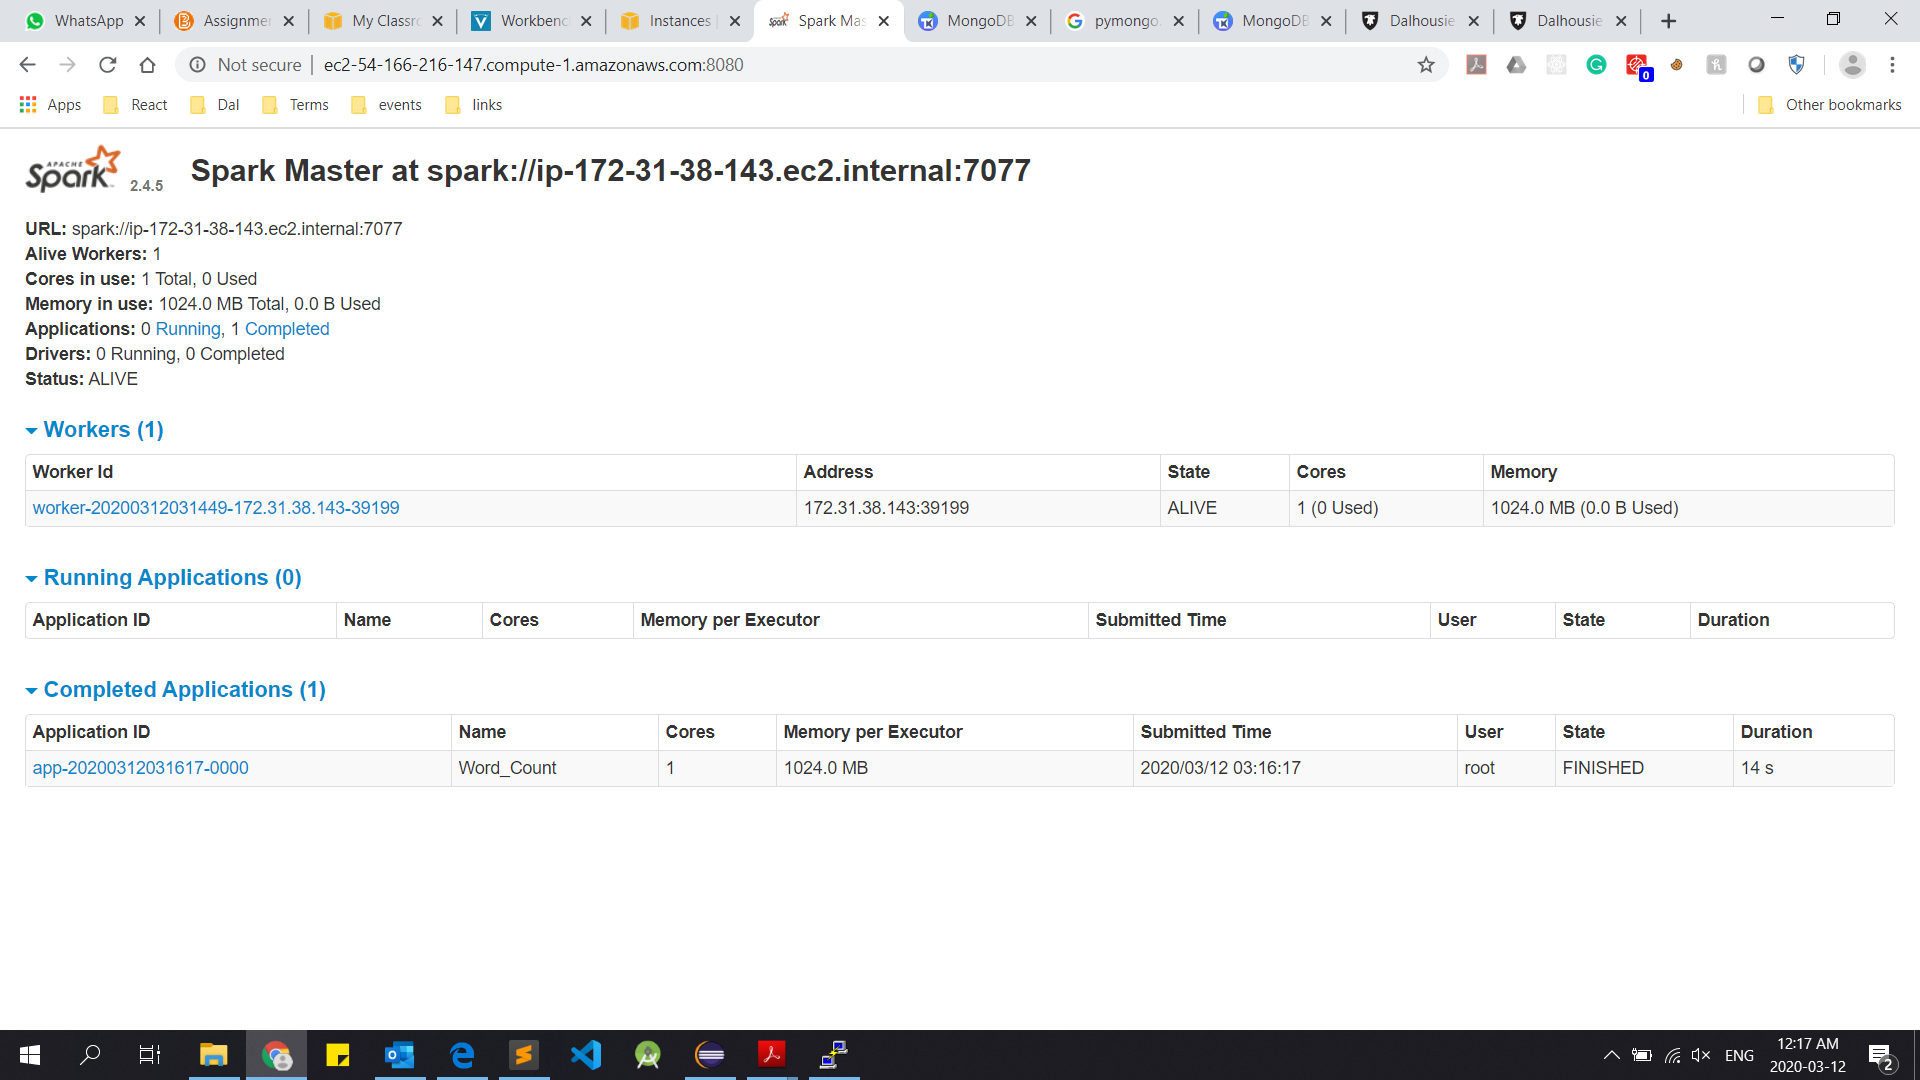 WhatsApp
Assignmen
My Classro
Workbenc
Instances |
Spark Mas
MongoDB
pymongo.
MongoDB
Dalhousie
Dalhousie
Not secure | ec2-54-166-216-147.compute-1.amazonaws.com:8080
0
Apps React Dal Terms events links Other bookmarks
APACHE
Spark 2.4.5 Spark Master at spark://ip-172-31-38-143.ec2.internal:7077
URL: spark://ip-172-31-38-143.ec2.internal:7077
Alive Workers: 1
Cores in use: 1 Total, 0 Used
Memory in use: 1024.0 MB Total, 0.0 B Used
Applications: 0 Running, 1 Completed
Drivers: 0 Running, 0 Completed
Status: ALIVE
Workers (1)
Worker Id Address State Cores Memory
worker-20200312031449-172.31.38.143-39199 172.31.38.143:39199 ALIVE 1 (0 Used) 1024.0 MB (0.0 B Used)
Running Applications (0)
Application ID Name Cores Memory per Executor Submitted Time User State Duration
Completed Applications (1)
Application ID Name Cores Memory per Executor Submitted Time User State Duration
app-20200312031617-0000 Word_Count 1 1024.0 MB 2020/03/12 03:16:17 root FINISHED 14 s
ENG
12:17 AM
2020-03-12
2